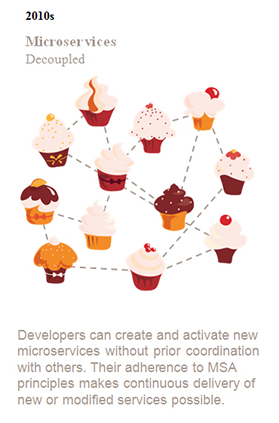 2010s
Microservices
Decoupled
Developers can create and activate new
microservices without prior coordination
with others. Their adherence to MSA
principles makes continuous delivery of
new or modified services possible.